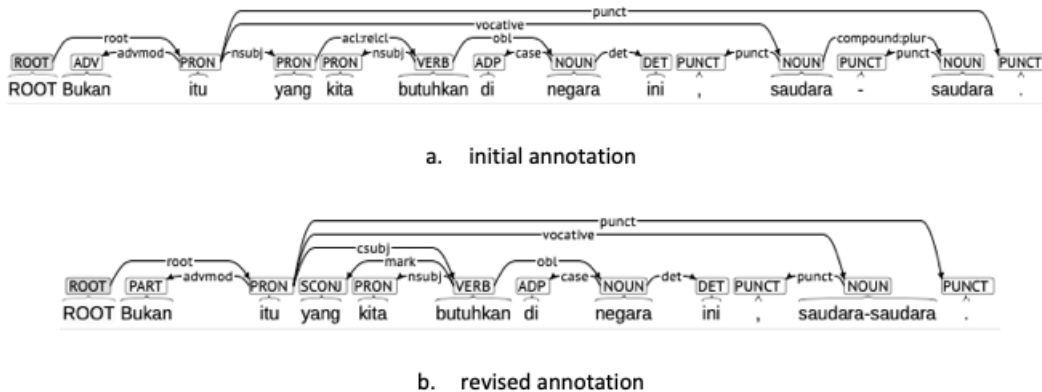 punct
vocative
root acl:relcl obl compound:plur
advmod nsubj nsubj case det punct punct
ROOT ADV PRON PRON PRON VERB ADP NOUN DET PUNCT NOUN PUNCT NOUN PUNCT
ROOT Bukan itu yang kita butuhkan di negara ini , saudara - saudara .
a. initial annotation
punct
vocative
csubj
root mark obl
advmod nsubj case det punct
ROOT PART PRON SCONJ PRON VERB ADP NOUN DET PUNCT NOUN PUNCT
ROOT Bukan itu yang kita butuhkan di negara ini , saudara-saudara .
b. revised annotation